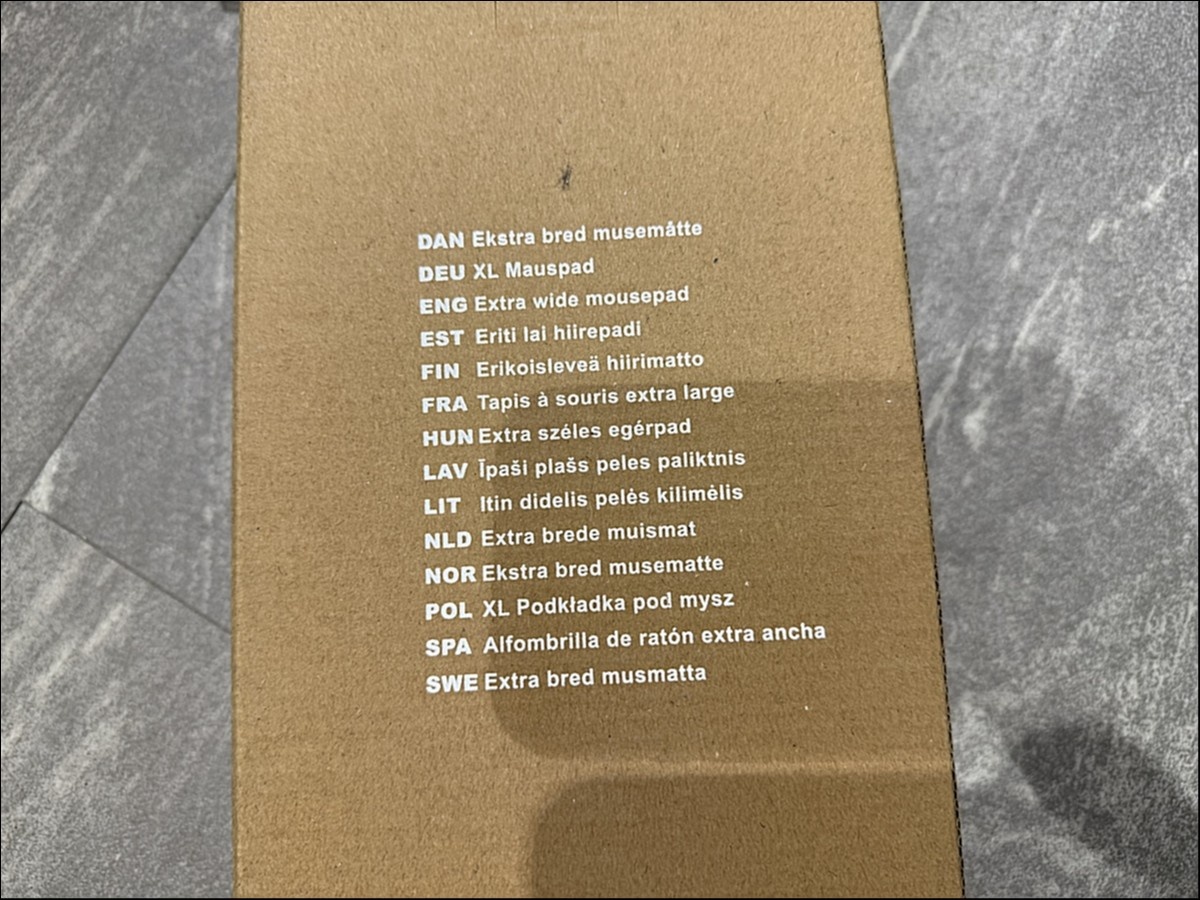 DAN Ekstra bred musemåtte
DEU XL Mauspad
ENG Extra wide mousepad
EST Eriti lai hiirepadi
FIN Erikoisleveä hiirimatto
FRA Tapis à souris extra large
HUN Extra széles egérpad
LAV Īpaši plašs peles paliktnis
LIT Itin didelis pelės kilimėlis
NLD Extra brede muismat
NOR Ekstra bred musematte
POL XL Podkładka pod mysz
SPA Alfombrilla de ratón extra ancha
SWE Extra bred musmatta